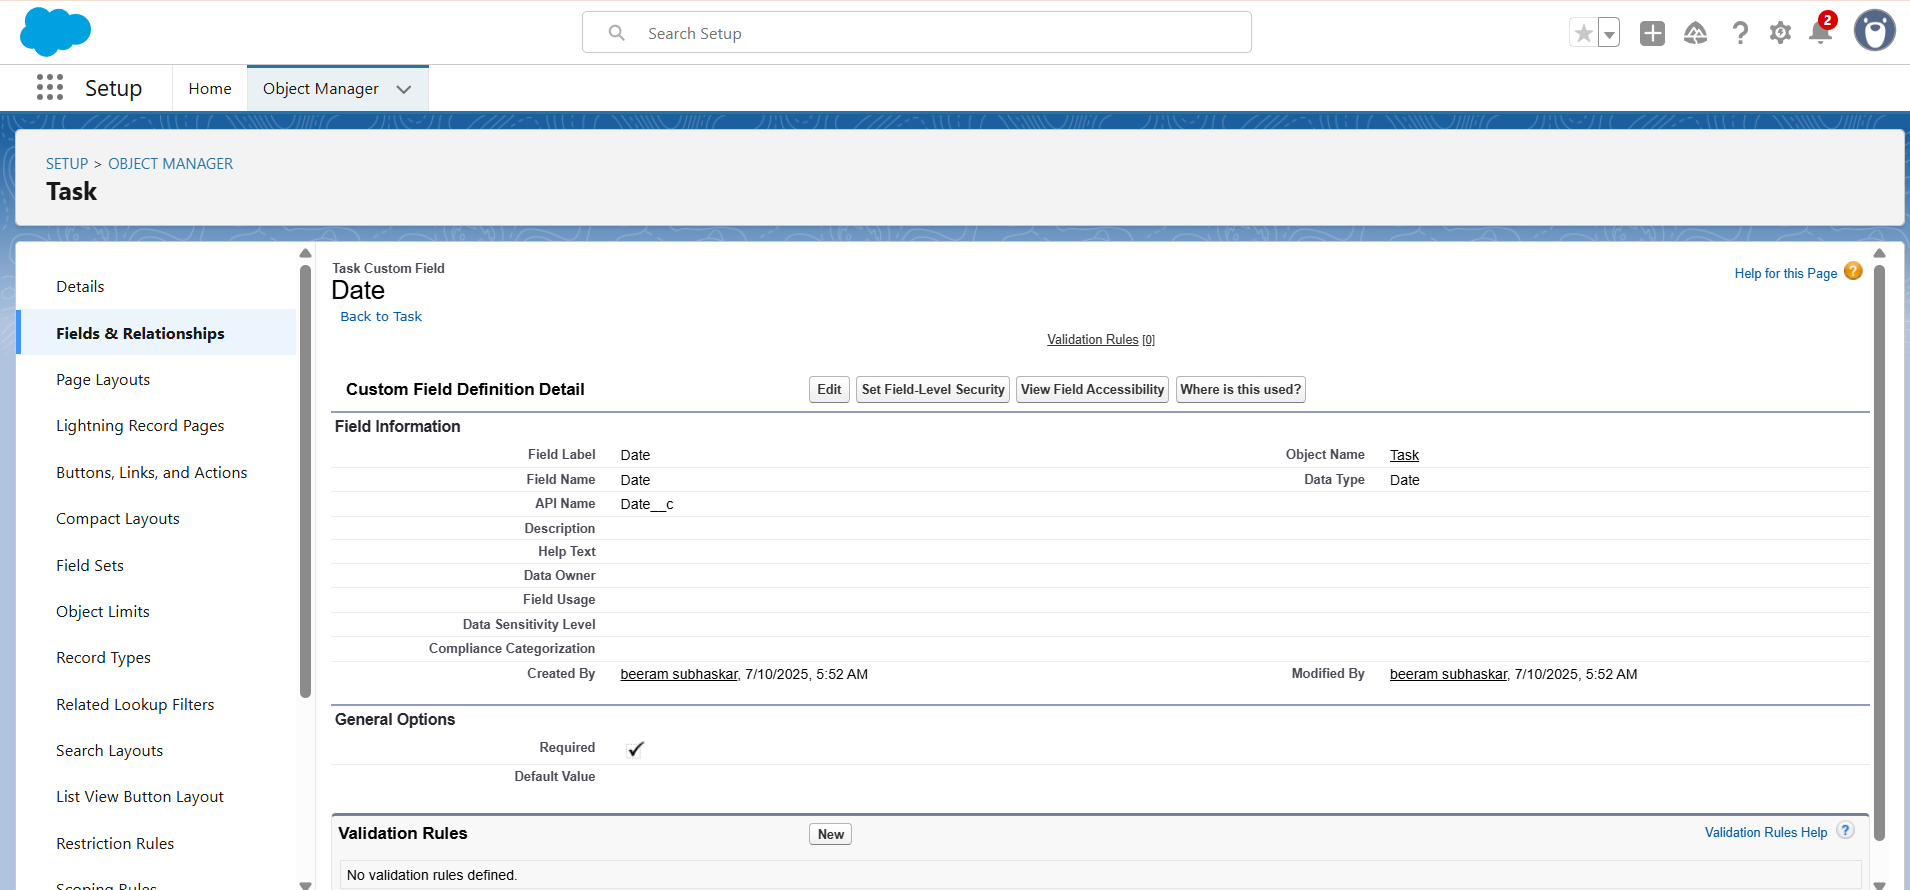 Search Setup
2
Setup
Home
Object Manager
SETUP > OBJECT MANAGER
Task
Details
Fields & Relationships
Page Layouts
Lightning Record Pages
Buttons, Links, and Actions
Compact Layouts
Field Sets
Object Limits
Record Types
Related Lookup Filters
Search Layouts
List View Button Layout
Restriction Rules
Scoping Rules
Task Custom Field
Date
Back to Task
Help for this Page ?
Validation Rules [0]
Custom Field Definition Detail
Edit
Set Field-Level Security
View Field Accessibility
Where is this used?
Field Information
Field Label Date
Object Name Task
Field Name Date
Data Type Date
API Name Date__c
Description
Help Text
Data Owner
Field Usage
Data Sensitivity Level
Compliance Categorization
Created By beeram subhaskar, 7/10/2025, 5:52 AM
Modified By beeram subhaskar, 7/10/2025, 5:52 AM
General Options
Required
Default Value
Validation Rules
New
Validation Rules Help ?
No validation rules defined.